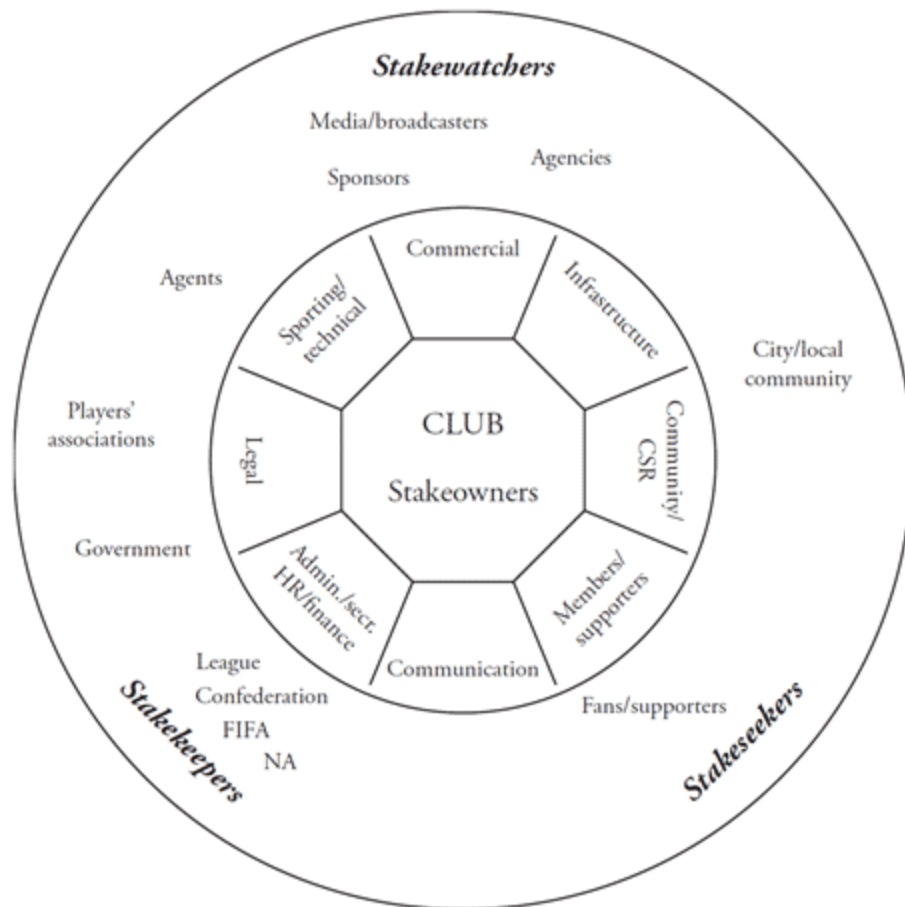 Stakewatchers
Media/broadcasters
Agencies
Sponsors
Commercial
Agents
Sporting/
technical
Infrastructure
City/local
community
CLUB
Stakeowners
Players’
associations
Legal
Community/
CSR
Government
Admin./secr.
HR/finance
Members/
supporters
Communication
League
Confederation
FIFA
NA
Fans/supporters
Stakekeepers
Stakeseekers